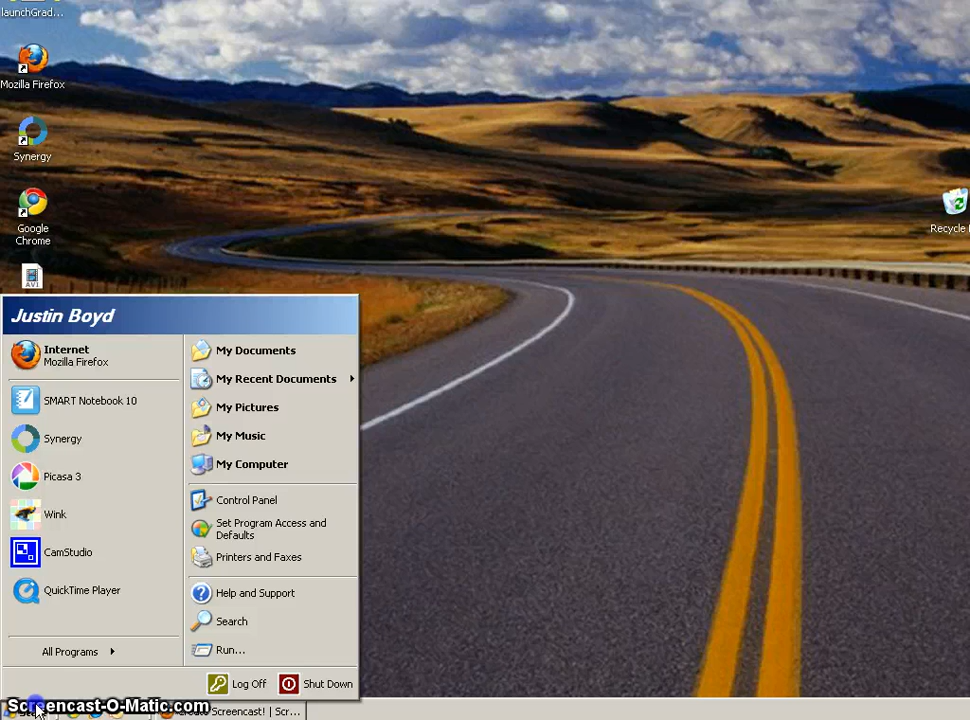 launchGrad...
Mozilla Firefox
Synergy
Google
Chrome
AVI
Recycle
Justin Boyd
Internet
Mozilla Firefox
SMART Notebook 10
Synergy
Picasa 3
Wink
CamStudio
QuickTime Player
All Programs
My Documents
My Recent Documents
My Pictures
My Music
My Computer
Control Panel
Set Program Access and
Defaults
Printers and Faxes
Help and Support
Search
Run...
Log Off
Shut Down
Screencast-O-Matic.com
Screencast! | Scr...